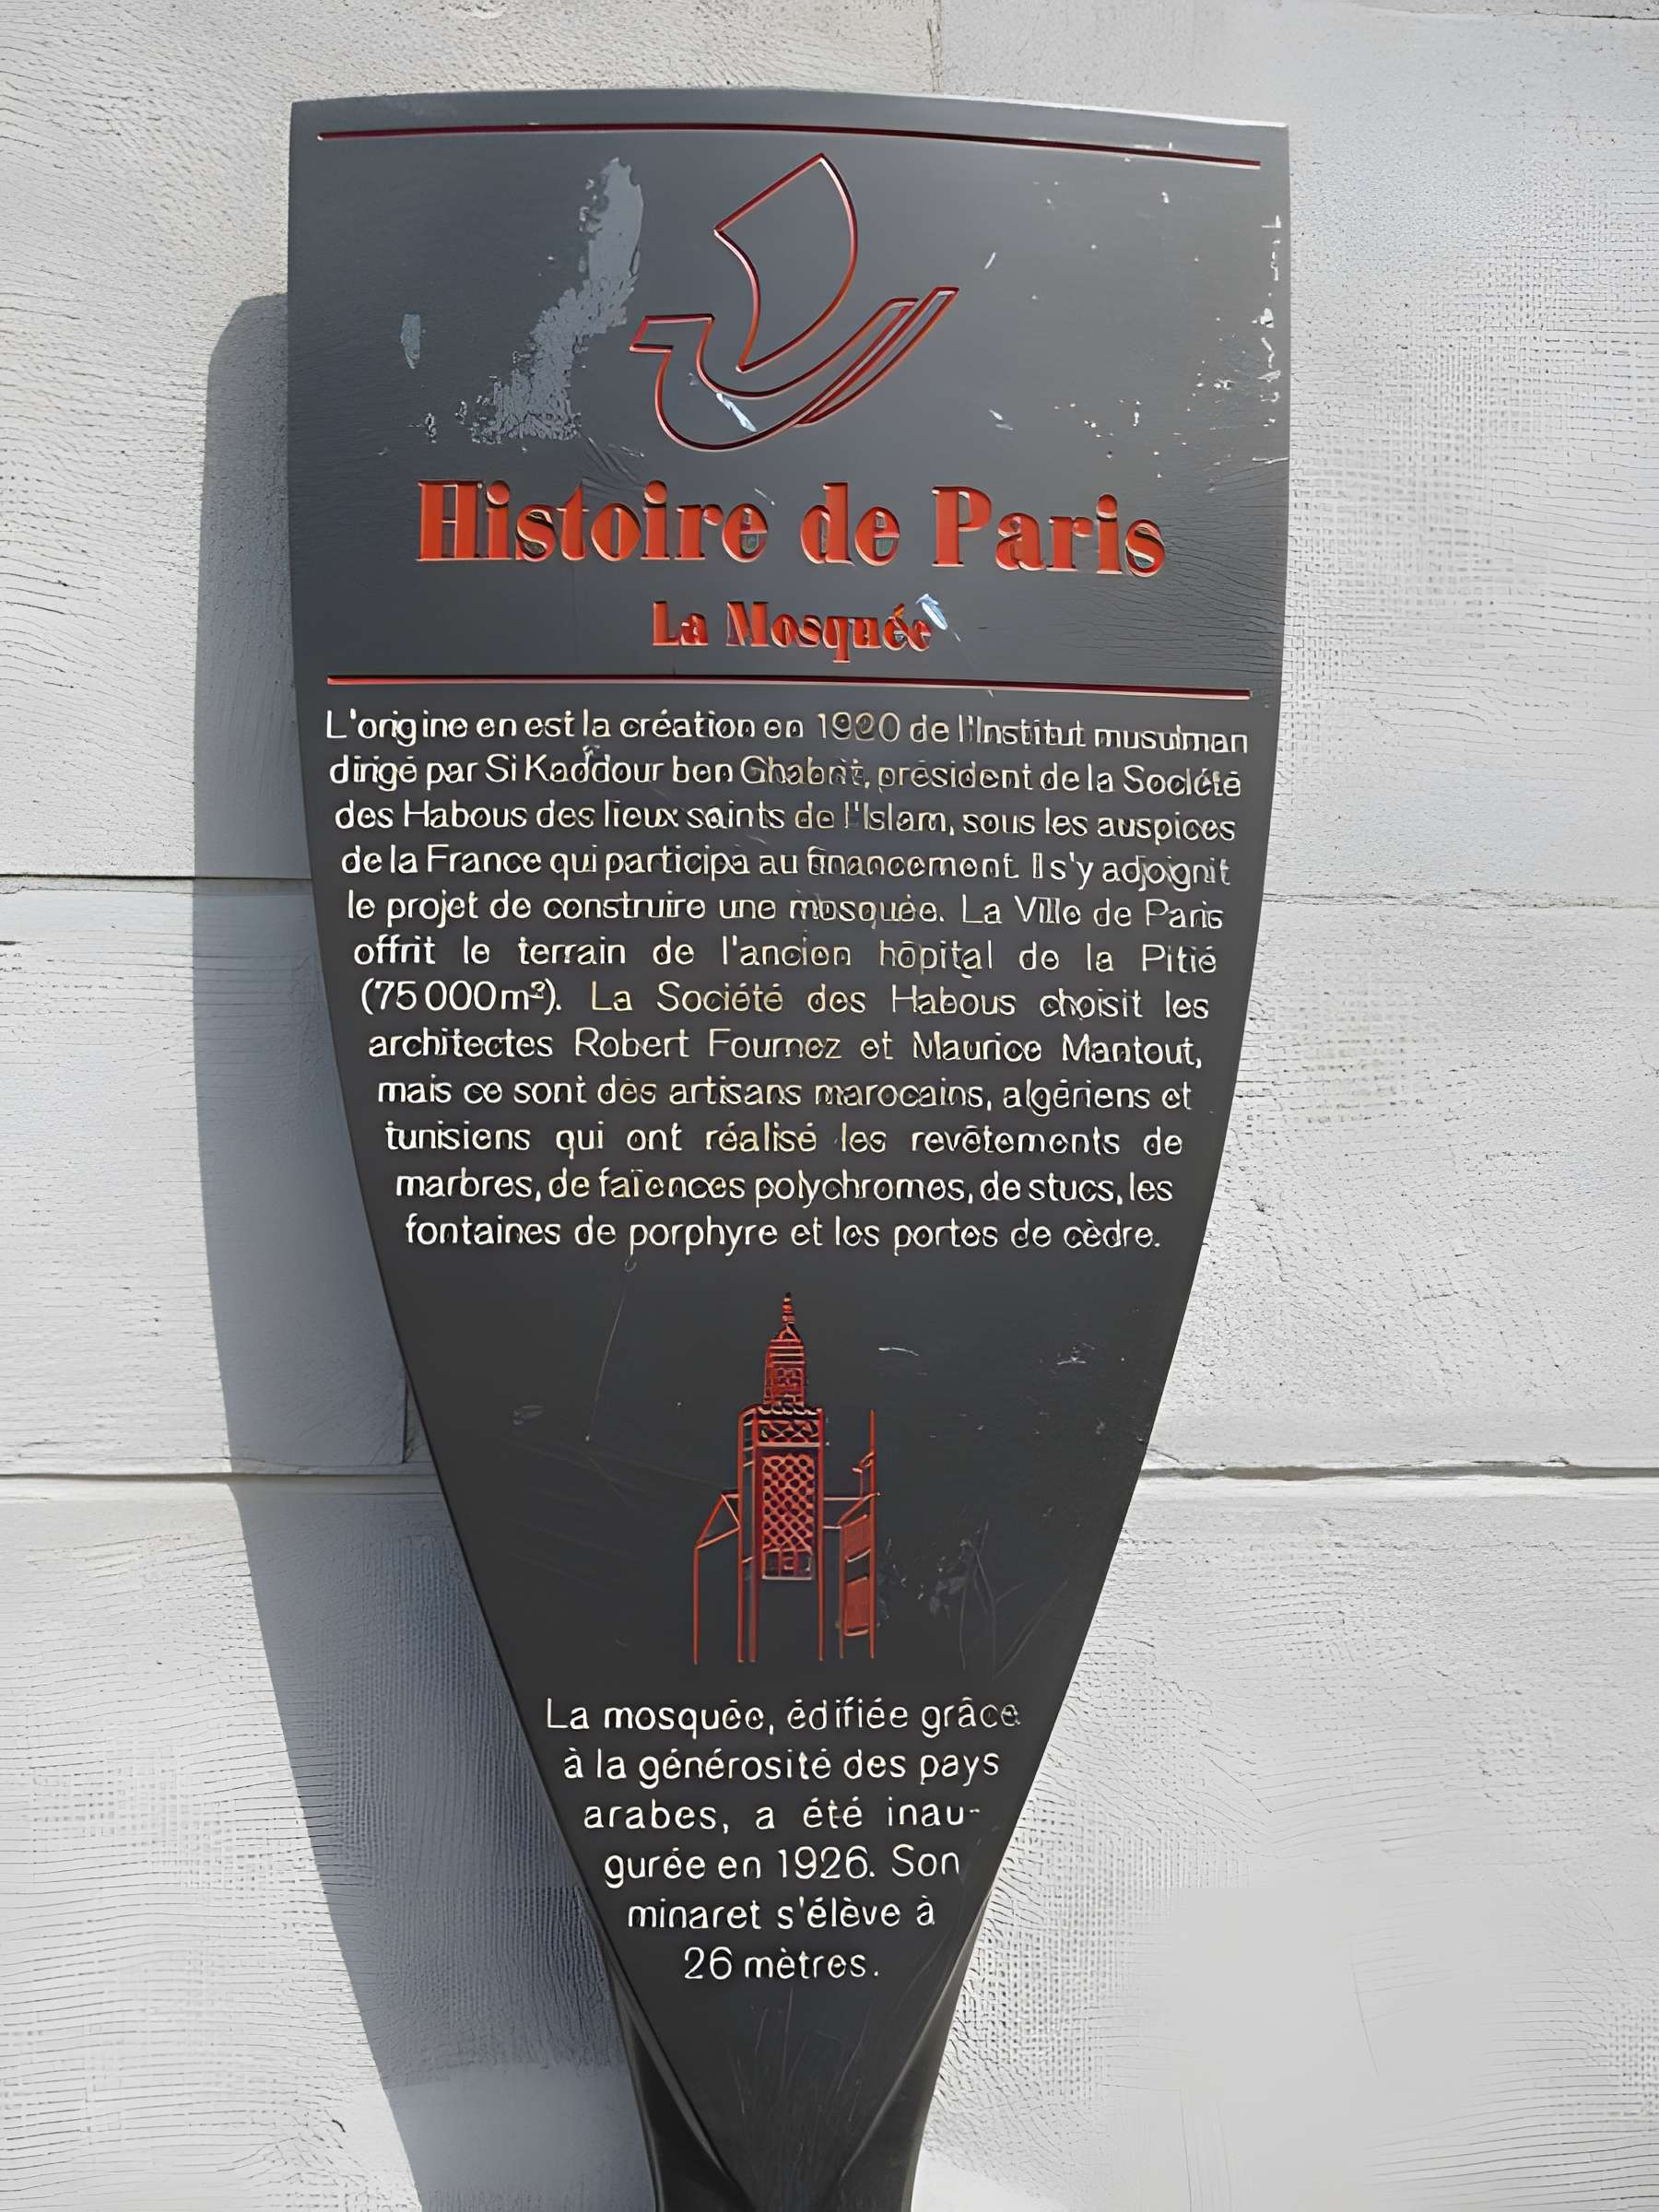 Histoire de Paris
La Mosquée
L'origine en est la création en 1920 de l'Institut musulman
dirigé par Si Kaddour ben Ghabrit, président de la Société
des Habous des lieux saints de l'Islam, sous les auspices
de la France qui participa au financement. Il s'y adjoignit
le projet de construire une mosquée. La Ville de Paris
offrit le terrain de l'ancien hôpital de la Pitié
(75 000m²). La Société des Habous choisit les
architectes Robert Fournez et Maurice Mantout,
mais ce sont des artisans marocains, algériens et
tunisiens qui ont réalisé les revêtements de
marbres, de faïences polychromes, de stucs, les
fontaines de porphyre et les portes de cèdre.
La mosquée, édifiée grâce
à la générosité des pays
arabes, a été inau-
gurée en 1926. Son
minaret s'élève à
26 mètres.